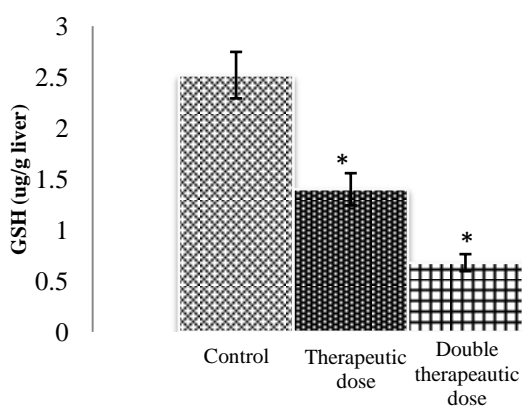 3
2.5
2
1.5
1
0.5
0
GSH (ug/g liver)
*
*
Control
Therapeutic
dose
Double
therapeautic
dose